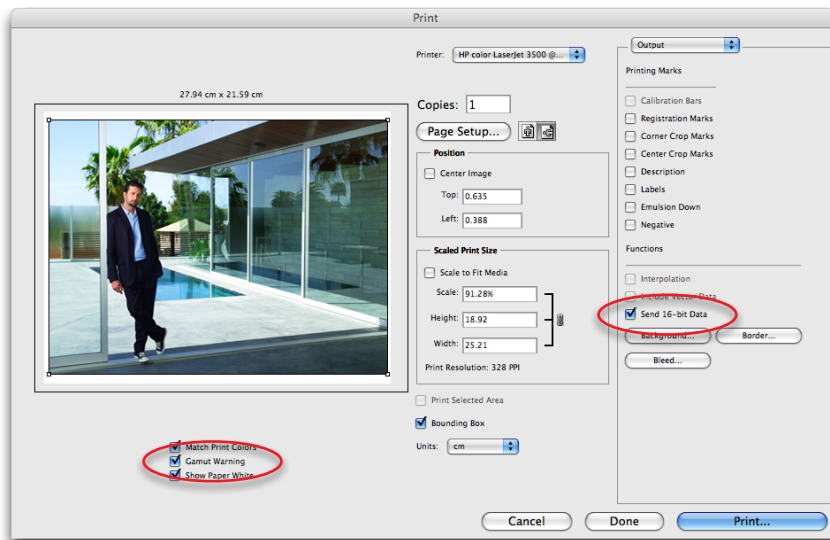 Print
Printer: HP color LaserJet 3500 @...
Output
Printing Marks
27.94 cm x 21.59 cm
Copies: 1
Page Setup...
Position
Center Image
Top: 0.635
Left: 0.388
Calibration Bars
Registration Marks
Corner Crop Marks
Center Crop Marks
Description
Labels
Emulsion Down
Negative
Functions
Scaled Print Size
Scale to Fit Media
Scale: 91.28%
Height: 18.92
Width: 25.21
Print Resolution: 328 PPI
Interpolation
Include Vector Data
Send 16-bit Data
Background...
Border...
Bleed...
Print Selected Area
Bounding Box
Units: cm
Match Print Colors
Gamut Warning
Show Paper White
Cancel
Done
Print...